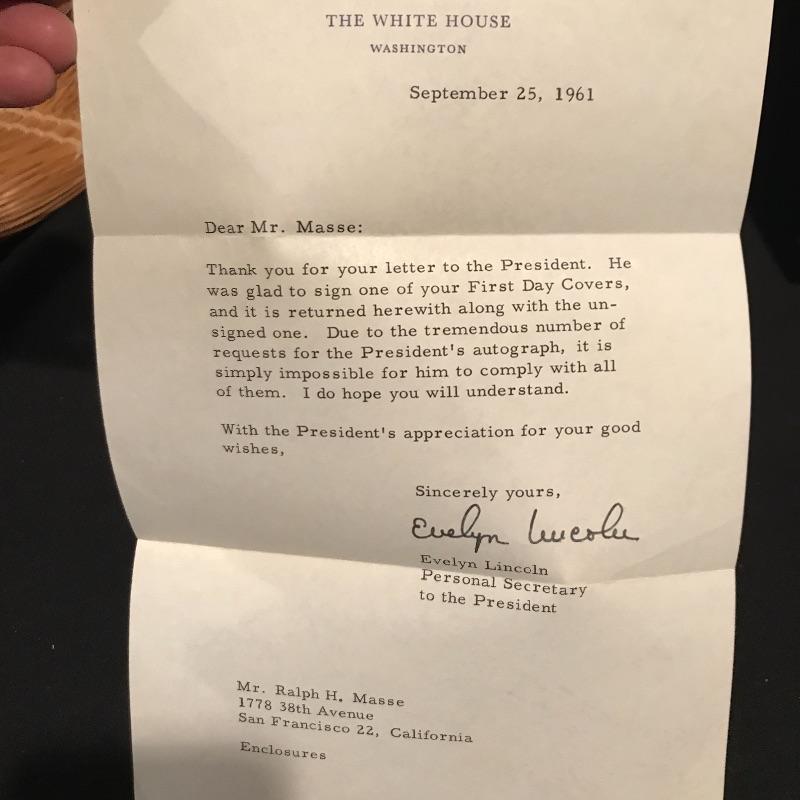 THE WHITE HOUSE
WASHINGTON
September 25, 1961
Dear Mr. Masse:
Thank you for your letter to the President. He
was glad to sign one of your First Day Covers,
and it is returned herewith along with the un-
signed one. Due to the tremendous number of
requests for the President's autograph, it is
simply impossible for him to comply with all
of them. I do hope you will understand.
With the President's appreciation for your good
wishes,
Sincerely yours,
Evelyn Lincoln
Evelyn Lincoln
Personal Secretary
to the President
Mr. Ralph H. Masse
1778 38th Avenue
San Francisco 22, California
Enclosures